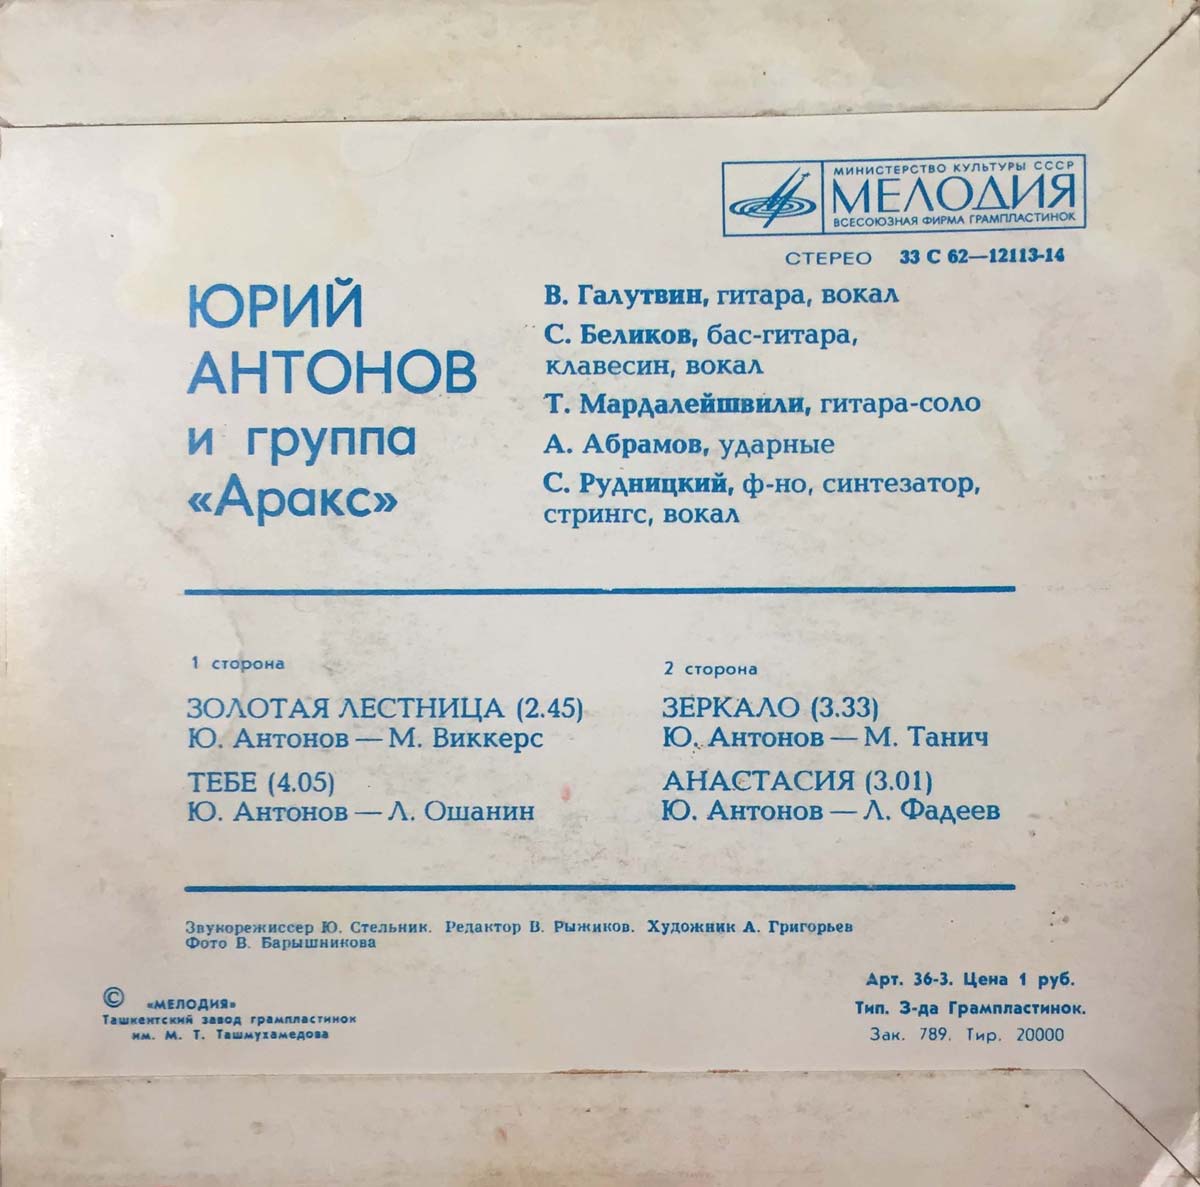 МИНИСТЕРСТВО КУЛЬТУРЫ СССР
МЕЛОДИЯ
ВСЕСОЮЗНАЯ ФИРМА ГРАМПЛАСТИНОК
СТЕРЕО 33 С 62—12113-14
ЮРИЙ
АНТОНОВ
и группа
«Аракс»
В. Галутвин, гитара, вокал
С. Беликов, бас-гитара,
клавесин, вокал
Т. Мардалейшвили, гитара-соло
А. Абрамов, ударные
С. Рудницкий, ф-но, синтезатор,
стрингс, вокал
1 сторона
ЗОЛОТАЯ ЛЕСТНИЦА (2.45)
Ю. Антонов — М. Виккерс
ТЕБЕ (4.05)
Ю. Антонов — Л. Ошанин
2 сторона
ЗЕРКАЛО (3.33)
Ю. Антонов — М. Танич
АНАСТАСИЯ (3.01)
Ю. Антонов — Л. Фадеев
Звукорежиссер Ю. Стельник. Редактор В. Рыжиков. Художник А. Григорьев
Фото В. Барышникова
© «МЕЛОДИЯ»
Ташкентский завод грампластинок
им. М. Т. Ташмухамедова
Арт. 36-3. Цена 1 руб.
Тип. З-да Грампластинок.
Зак. 789. Тир. 20000